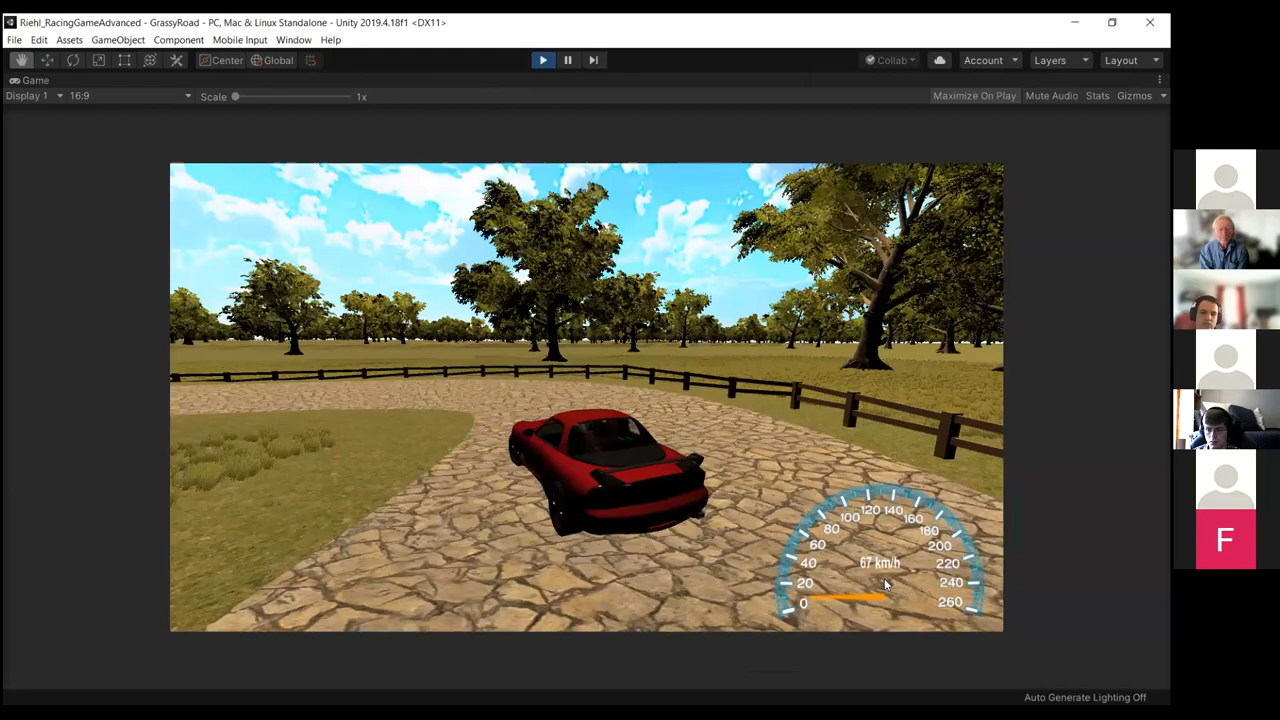 Riehl_RacingGameAdvanced - GrassyRoad - PC, Mac & Linux Standalone - Unity 2019.4.18f1 <DX11>
File Edit Assets GameObject Component Mobile Input Window Help
Center Global Collab Account Layers Layout
Game
Display 1 16:9 Scale 1x Maximize On Play Mute Audio Stats Gizmos
0 20 40 60 80 100 120 140 160 180 200 220 240 260
67 km/h
F
Auto Generate Lighting Off